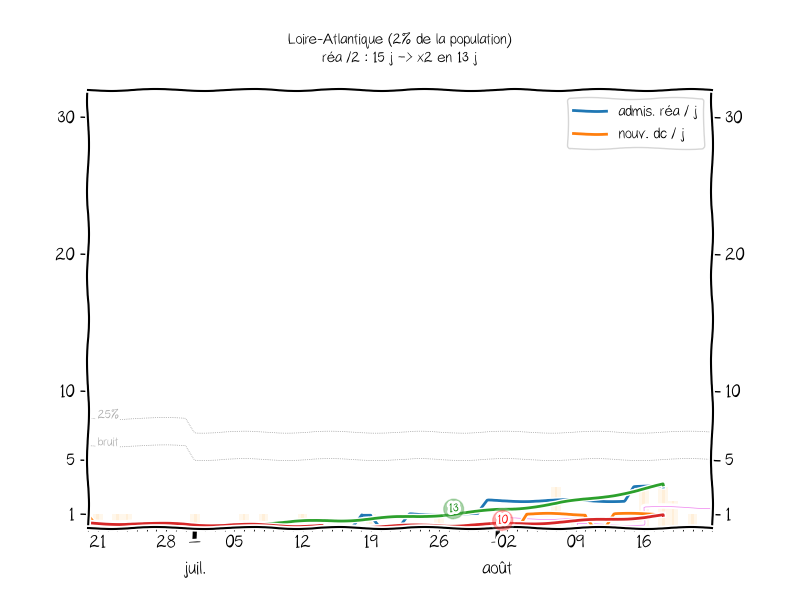 Loire-Atlantique (2% de la population)
réa /2 : 15 j -> x2 en 13 j
admis. réa / j
nouv. dc / j
30
30
20
20
10
10
25%
bruit
5
5
13
10
1
1
21 28 05 12 19 26 02 09 16
juil. août